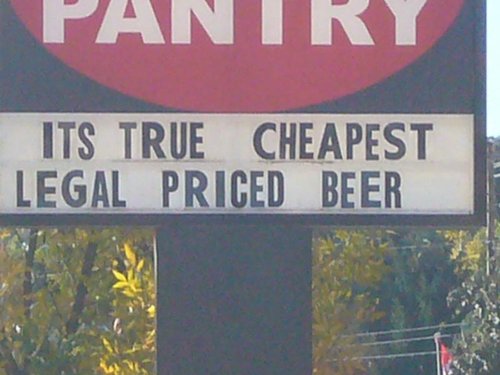 PANTRY
ITS TRUE CHEAPEST
LEGAL PRICED BEER